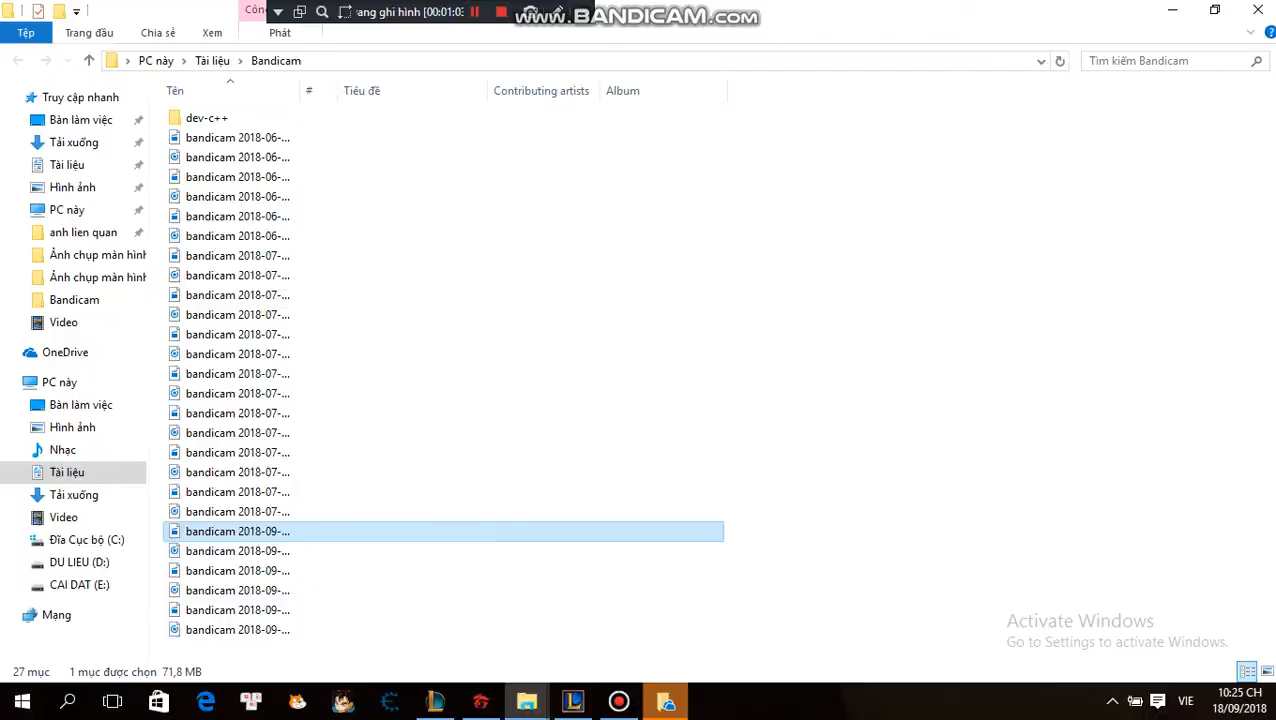 Côn
rang ghi hình [00:01:03
www.BANDICAM.com
Tệp Trang đầu Chia sẻ Xem Phát
PC này Tài liệu Bandicam
Tìm kiếm Bandicam
Tên # Tiêu đề Contributing artists Album
Truy cập nhanh
Bàn làm việc
Tải xuống
Tài liệu
Hình ảnh
PC này
anh lien quan
Ảnh chụp màn hình
Ảnh chụp màn hình
Bandicam
Video
OneDrive
PC này
Bàn làm việc
Hình ảnh
Nhạc
Tài liệu
Tải xuống
Video
Đĩa Cục bộ (C:)
DU LIEU (D:)
CAI DAT (E:)
Mạng
dev-c++
bandicam 2018-06-...
bandicam 2018-06-...
bandicam 2018-06-...
bandicam 2018-06-...
bandicam 2018-06-...
bandicam 2018-06-...
bandicam 2018-07-...
bandicam 2018-07-...
bandicam 2018-07-...
bandicam 2018-07-...
bandicam 2018-07-...
bandicam 2018-07-...
bandicam 2018-07-...
bandicam 2018-07-...
bandicam 2018-07-...
bandicam 2018-07-...
bandicam 2018-07-...
bandicam 2018-07-...
bandicam 2018-07-...
bandicam 2018-07-...
bandicam 2018-09-...
bandicam 2018-09-...
bandicam 2018-09-...
bandicam 2018-09-...
bandicam 2018-09-...
bandicam 2018-09-...
Activate Windows
Go to Settings to activate Windows.
27 mục 1 mục được chọn 71,8 MB
VIE
10:25 CH
18/09/2018